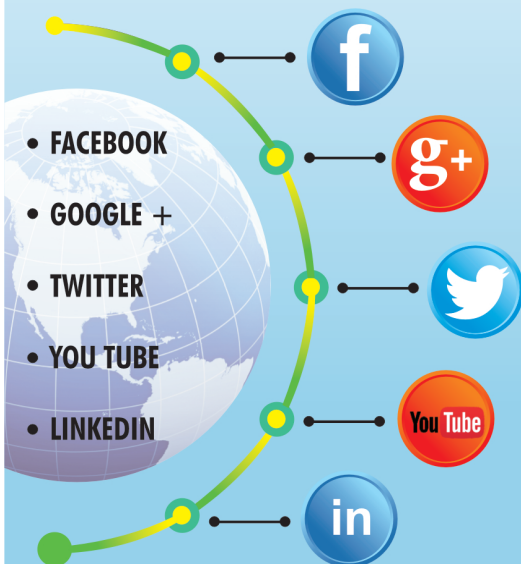 f
• FACEBOOK
g+
• GOOGLE +
• TWITTER
• YOU TUBE
You Tube
• LINKEDIN
in